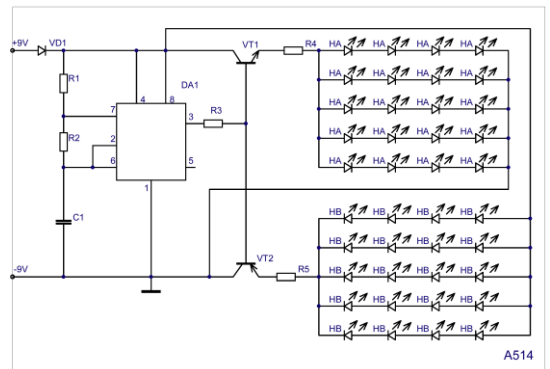 +9V VD1 VT1 R4 HA HA HA HA
R1 DA1 HA HA HA HA
4 8
7 3 R3 HA HA HA HA
R2 2 HA HA HA HA
6 5 HA HA HA HA
1
C1 HB HB HB HB
HB HB HB HB
-9V VT2 R5 HB HB HB HB
HB HB HB HB
HB HB HB HB
A514